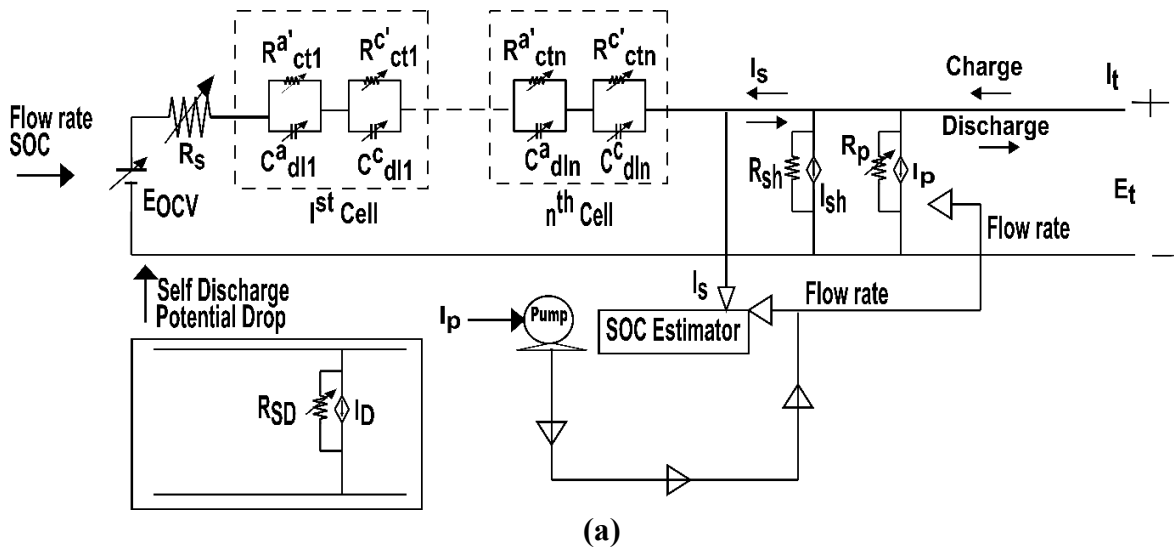 R^a'_ct1 R^c'_ct1
R^a'_ctn R^c'_ctn
I_s
Charge
I_t
+
Flow rate
SOC
Discharge
R_s
C^a_dl1 C^c_dl1
C^a_dln C^c_dln
R_sh
I_sh
R_p
I_p
E_t
E_OCV
I^st Cell
n^th Cell
Flow rate
−
Self Discharge
Potential Drop
I_s
Flow rate
I_p
Pump
SOC Estimator
R_SD
I_D
(a)